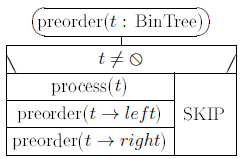 preorder(t : BinTree)
t ≠ ⦸
process(t)
preorder(t → left)
SKIP
preorder(t → right)